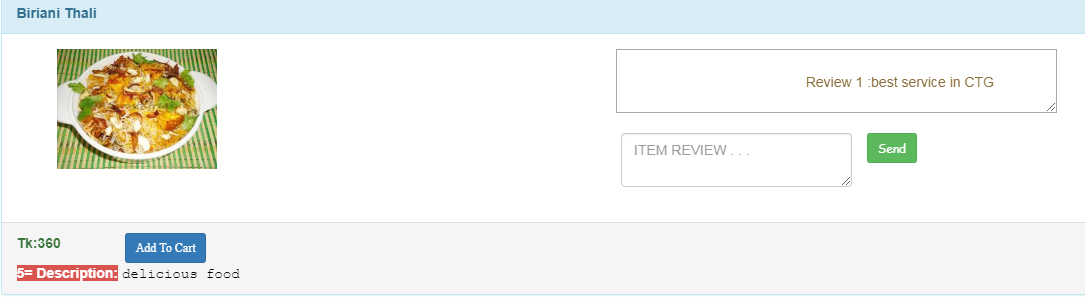 Biriani Thali
Review 1 :best service in CTG
ITEM REVIEW . . .
Send
Tk:360
Add To Cart
5= Description: delicious food